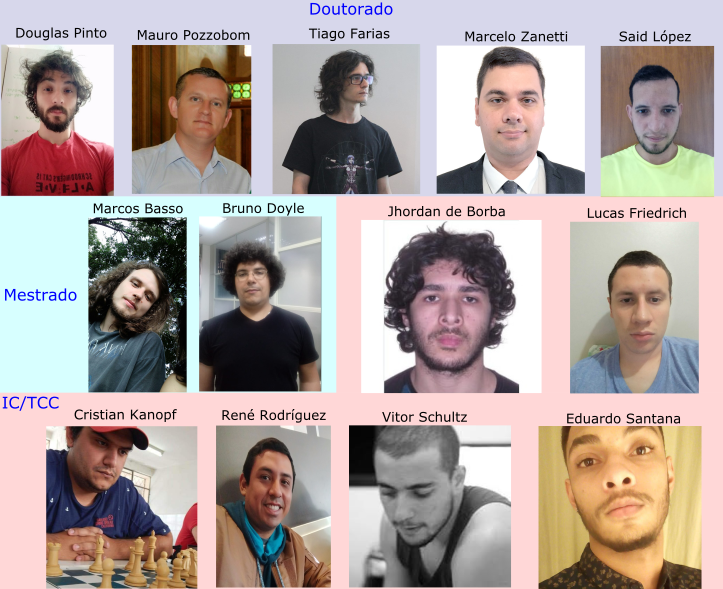 Doutorado
Douglas Pinto
Mauro Pozzobom
Tiago Farias
Marcelo Zanetti
Said López
Marcos Basso
Bruno Doyle
Jhordan de Borba
Lucas Friedrich
Mestrado
IC/TCC
Cristian Kanopf
René Rodríguez
Vitor Schultz
Eduardo Santana